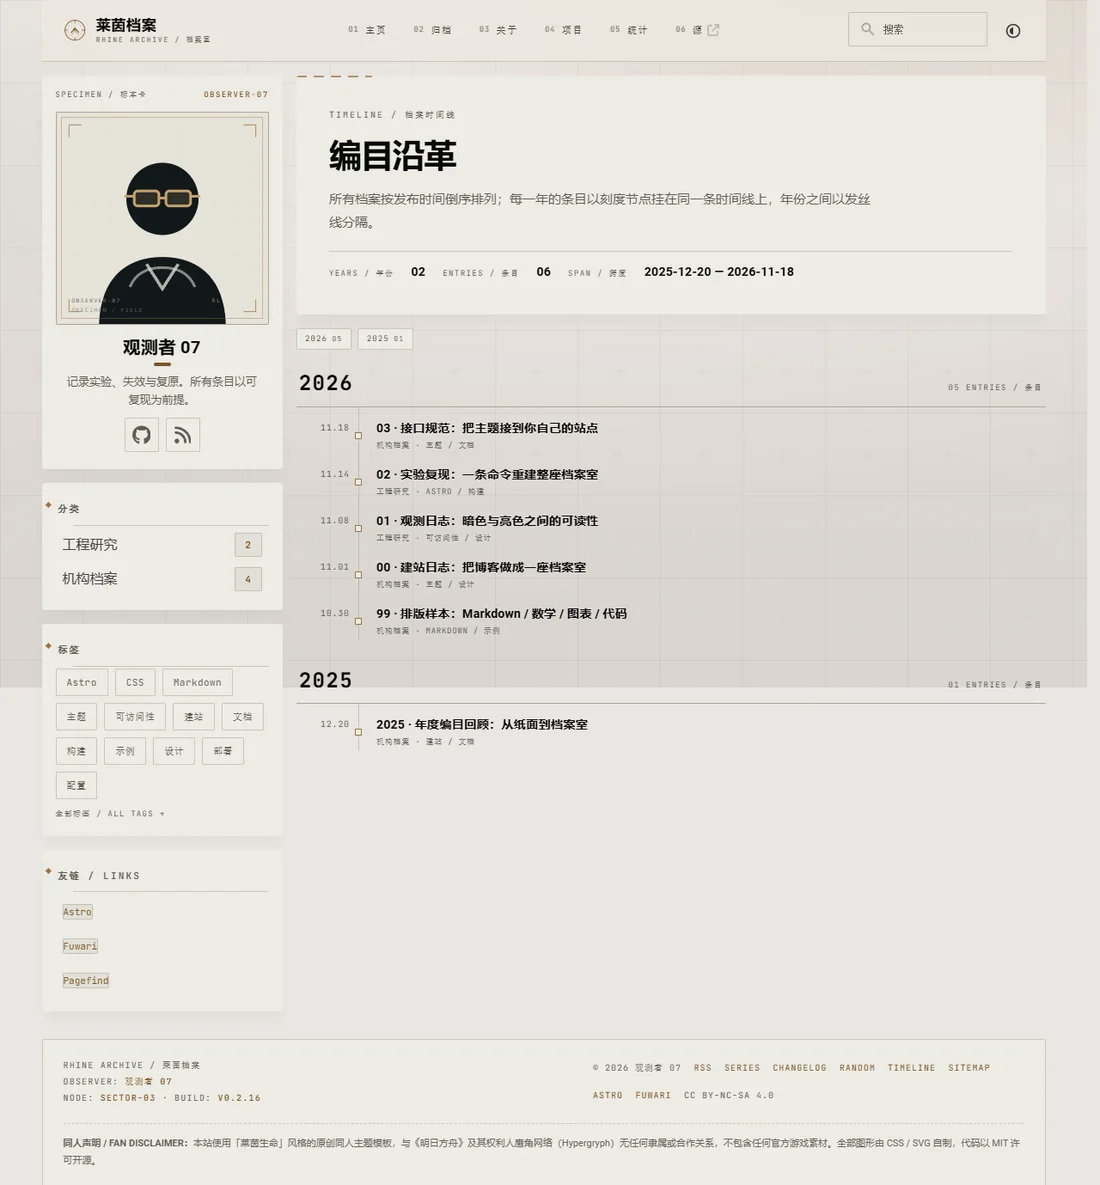 莱茵档案
RHINE ARCHIVE / 档案室
01 主页 02 归档 03 关于 04 项目 05 统计 06 源
搜索
SPECIMEN / 标本卡 OBSERVER-07
OBSERVER-07
SPECIMEN / FIELD
观测者 07
记录实验、失效与复原。所有条目以可
复现为前提。
分类
工程研究 2
机构档案 4
标签
Astro CSS Markdown
主题 可访问性 建站 文档
构建 示例 设计 部署
配置
全部标签 / ALL TAGS →
友链 / LINKS
Astro
Fuwari
Pagefind
TIMELINE / 档案时间线
编目沿革
所有档案按发布时间倒序排列；每一年的条目以刻度节点挂在同一条时间线上，年份之间以发丝
线分隔。
YEARS / 年份 02 ENTRIES / 条目 06 SPAN / 跨度 2025-12-20 — 2026-11-18
2026 05 2025 01
2026 05 ENTRIES / 条目
11.18 03 · 接口规范：把主题接到你自己的站点
机构档案 · 主题 / 文档
11.14 02 · 实验复现：一条命令重建整座档案室
工程研究 · ASTRO / 构建
11.08 01 · 观测日志：暗色与亮色之间的可读性
工程研究 · 可访问性 / 设计
11.01 00 · 建站日志：把博客做成一座档案室
机构档案 · 主题 / 设计
10.30 99 · 排版样本：Markdown / 数学 / 图表 / 代码
机构档案 · MARKDOWN / 示例
2025 01 ENTRIES / 条目
12.20 2025 · 年度编目回顾：从纸面到档案室
机构档案 · 建站 / 文档
RHINE ARCHIVE / 莱茵档案
OBSERVER: 观测者 07
NODE: SECTOR-03 · BUILD: V0.2.16
© 2026 观测者 07 RSS SERIES CHANGELOG RANDOM TIMELINE SITEMAP
ASTRO FUWARI CC BY-NC-SA 4.0
同人声明 / FAN DISCLAIMER： 本站使用「莱茵生命」风格的原创同人主题模板，与《明日方舟》及其权利人鹰角网络（Hypergryph）无任何隶属或合作关系，不包含任何官方游戏素材。全部图形由 CSS / SVG 自制，代码以 MIT 许
可开源。